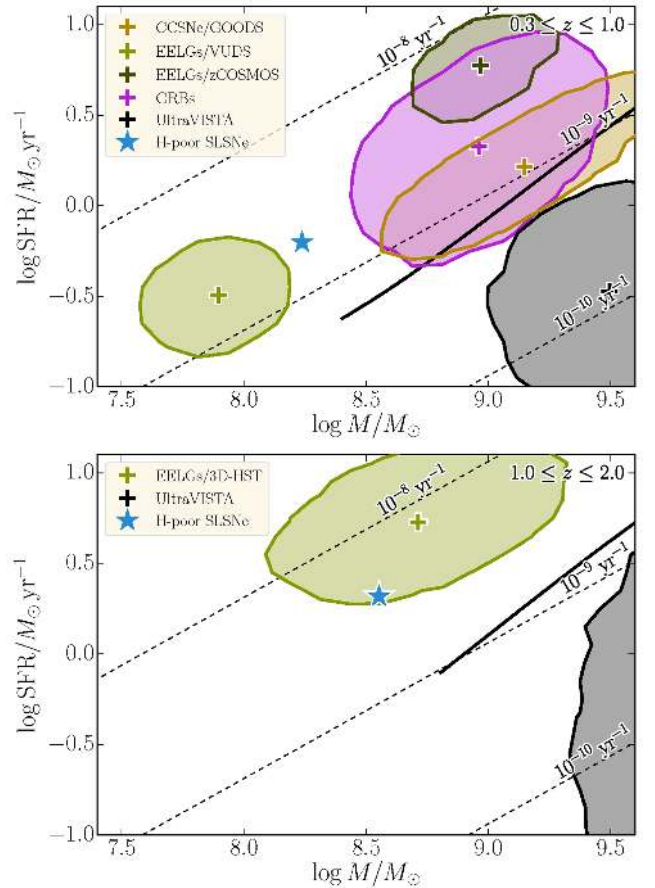 1.0
0.5
0.0
−0.5
−1.0
log SFR/M⊙ yr⁻¹
CCSNe/GOODS
EELGs/VUDS
EELGs/zCOSMOS
GRBs
UltraVISTA
H-poor SLSNe
10⁻⁸ yr⁻¹
0.3 ≤ z ≤ 1.0
10⁻⁹ yr⁻¹
10⁻¹⁰ yr⁻¹
7.5 8.0 8.5 9.0 9.5
log M/M⊙
1.0
0.5
0.0
−0.5
−1.0
log SFR/M⊙ yr⁻¹
EELGs/3D-HST
UltraVISTA
H-poor SLSNe
10⁻⁸ yr⁻¹
1.0 ≤ z ≤ 2.0
10⁻⁹ yr⁻¹
10⁻¹⁰ yr⁻¹
7.5 8.0 8.5 9.0 9.5
log M/M⊙